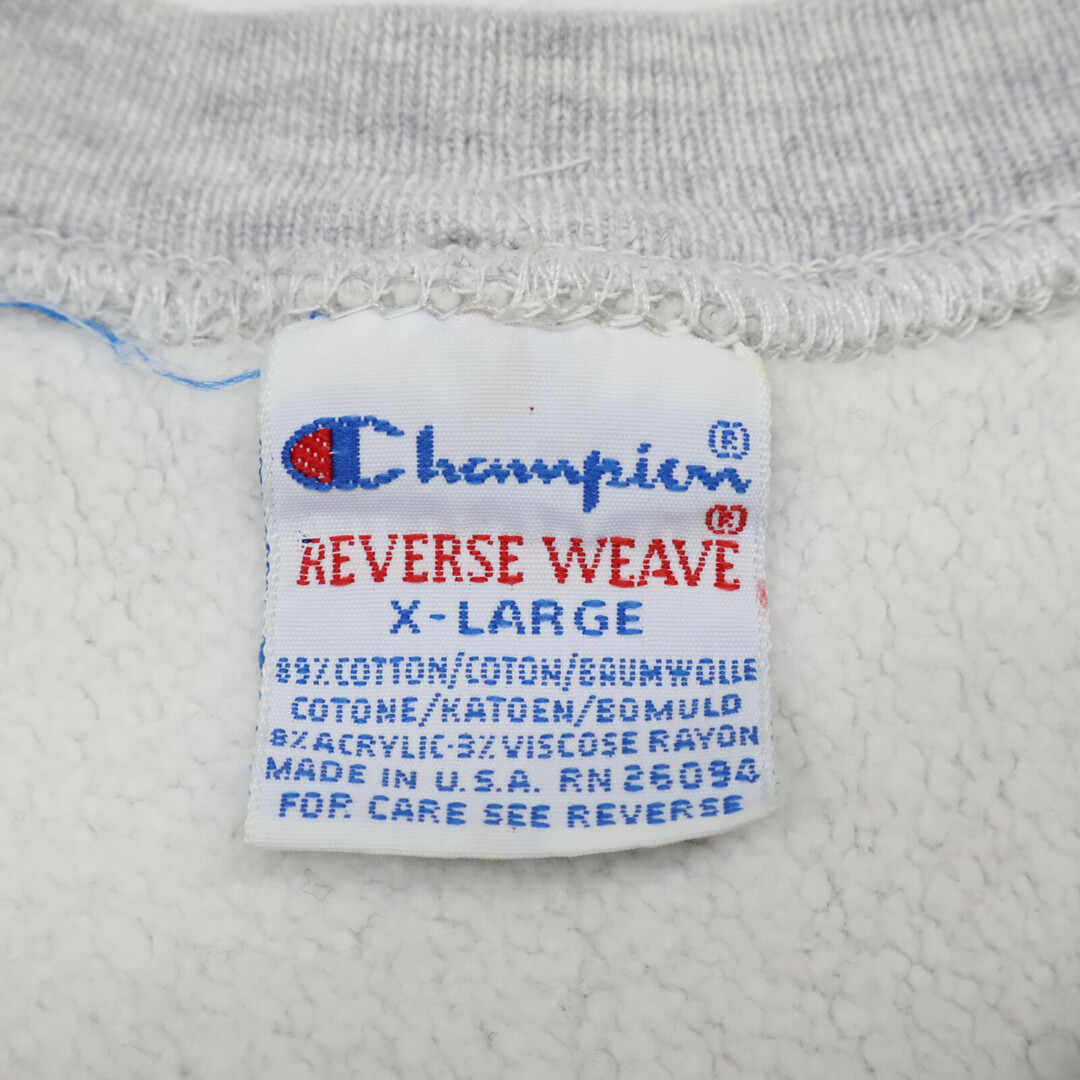 Champion®
REVERSE WEAVE®
X-LARGE
89% COTTON/COTON/BAUMWOLLE
COTONE/KATOEN/BOMULD
8% ACRYLIC-3% VISCOSE RAYON
MADE IN U.S.A. RN 26094
FOR CARE SEE REVERSE